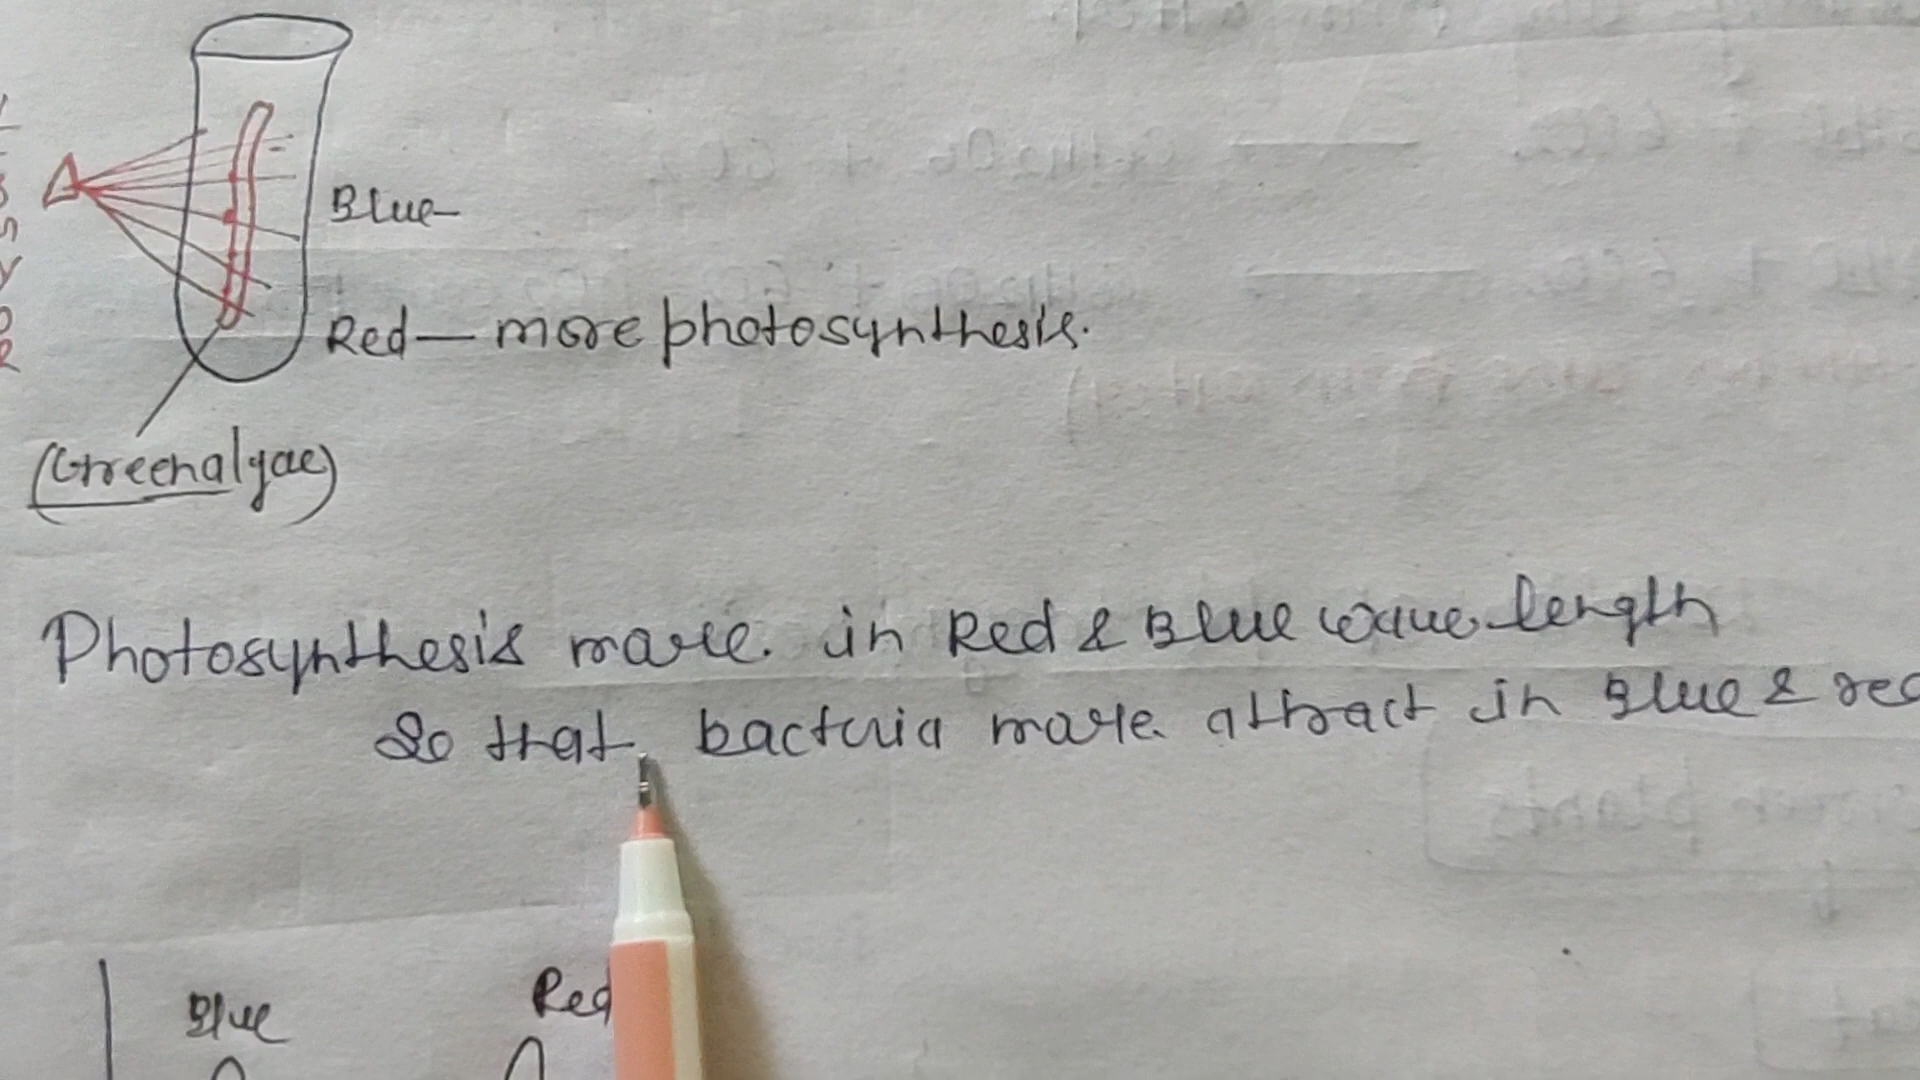 Blue
Red — more photosynthesis.
(Greenalgae)
Photosynthesis more. in Red & Blue wave length
So that bacteria more attract in Blue & red
Blue Red